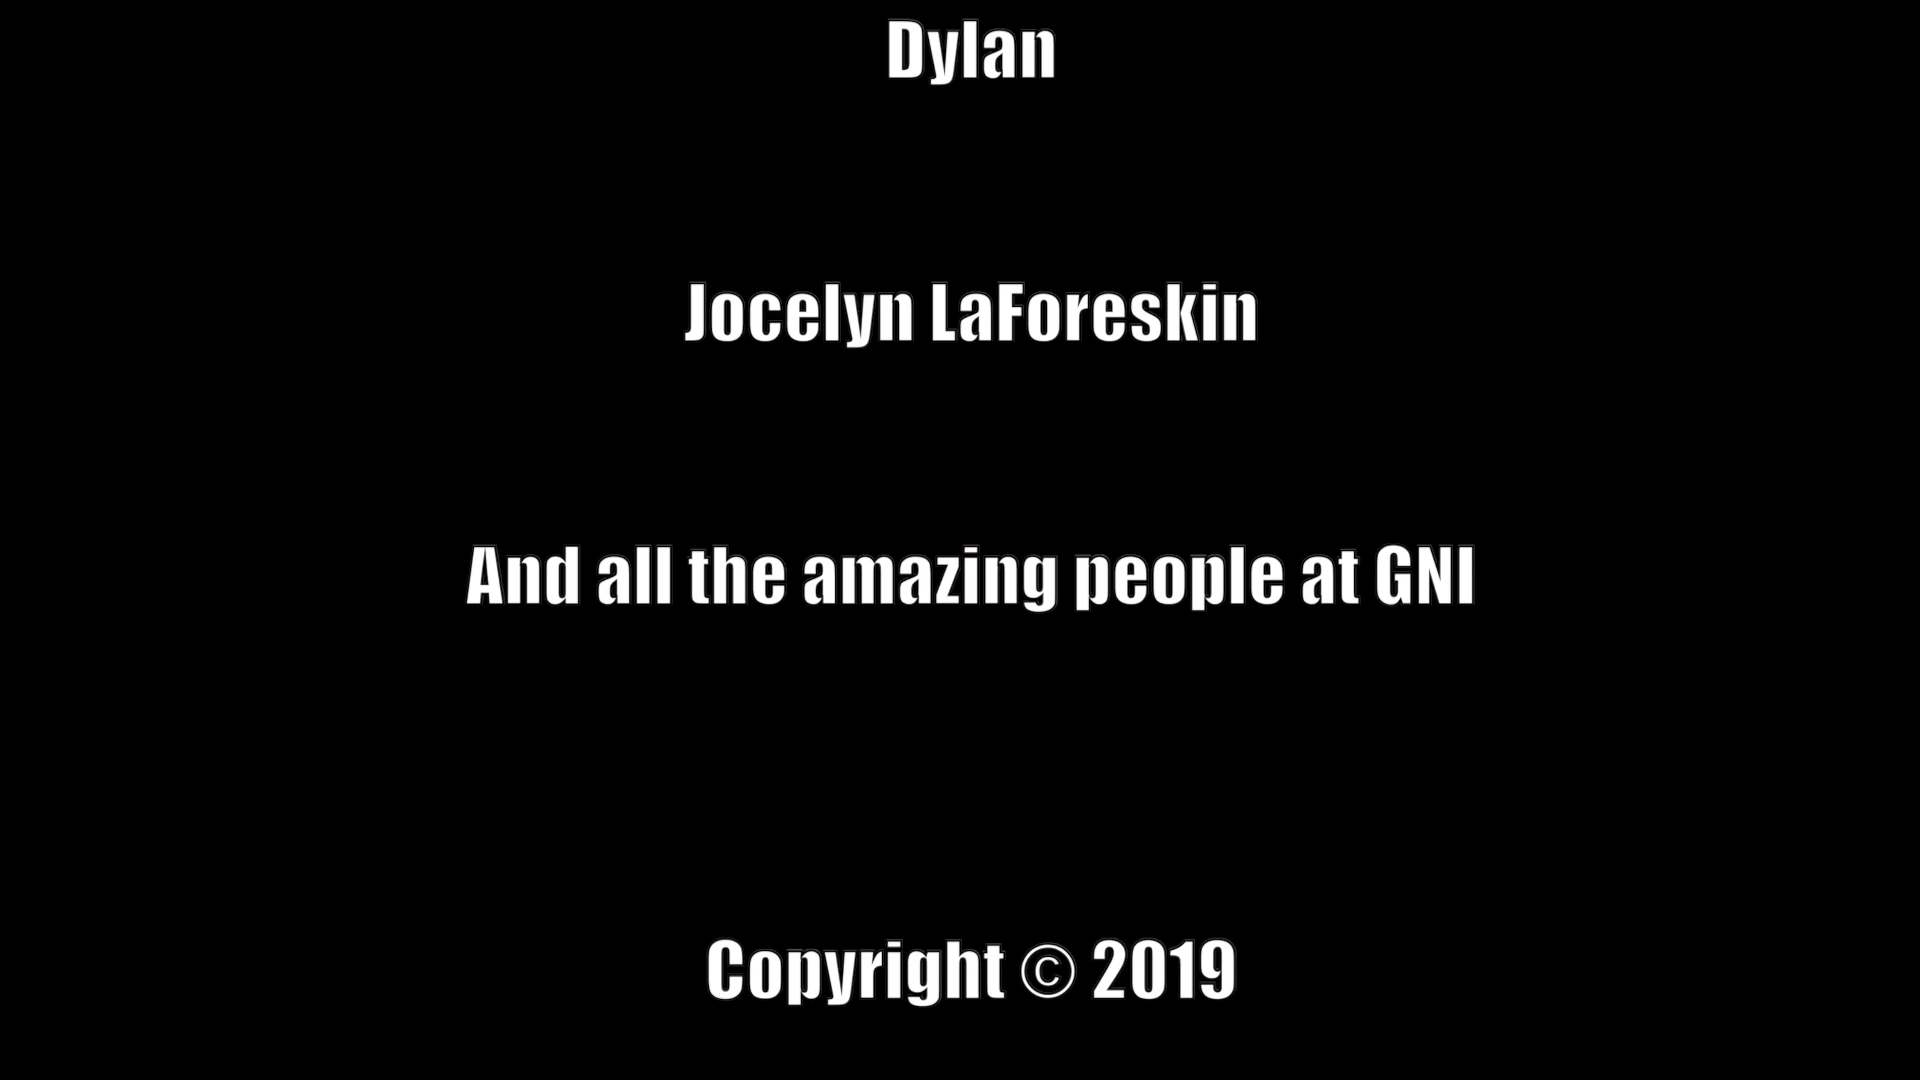 Dylan
Jocelyn LaForeskin
And all the amazing people at GNI
Copyright © 2019